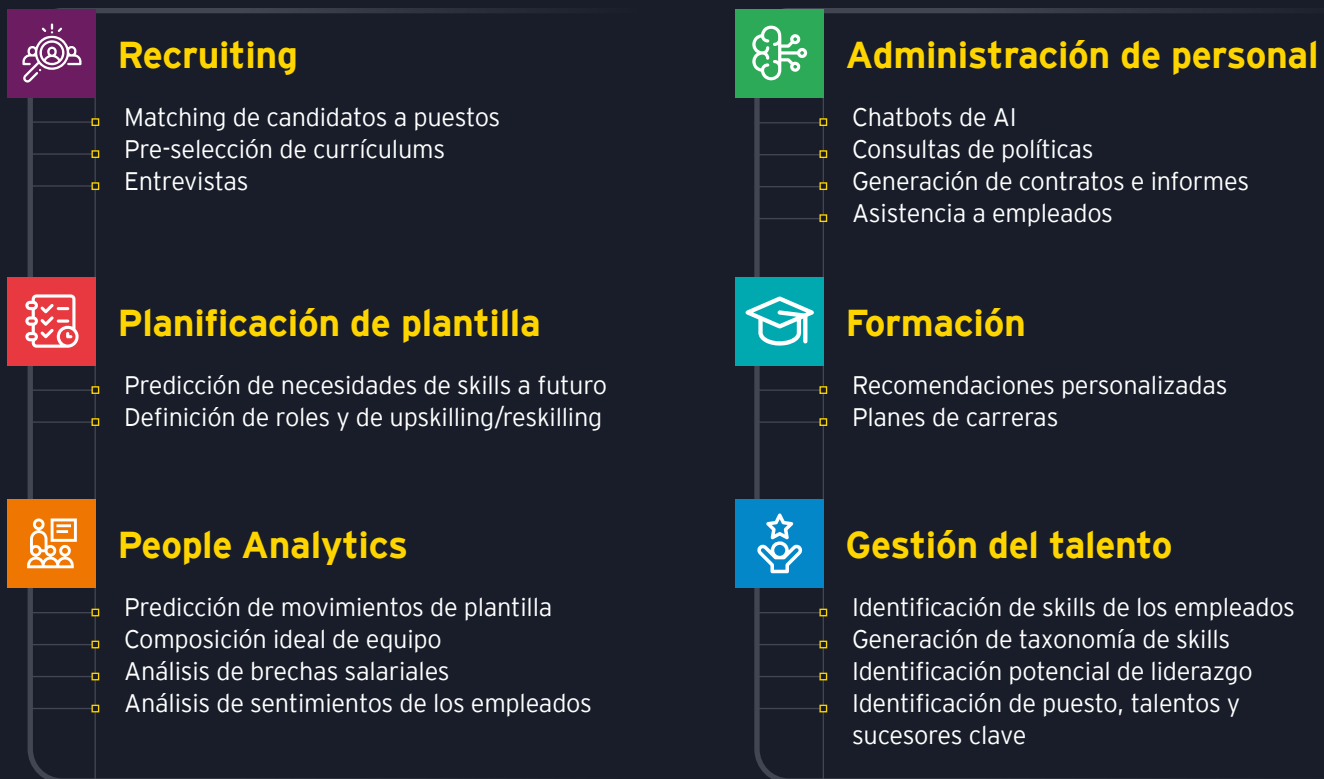 Recruiting
Matching de candidatos a puestos
Pre-selección de currículums
Entrevistas
Administración de personal
Chatbots de AI
Consultas de políticas
Generación de contratos e informes
Asistencia a empleados
Planificación de plantilla
Predicción de necesidades de skills a futuro
Definición de roles y de upskilling/reskilling
Formación
Recomendaciones personalizadas
Planes de carreras
People Analytics
Predicción de movimientos de plantilla
Composición ideal de equipo
Análisis de brechas salariales
Análisis de sentimientos de los empleados
Gestión del talento
Identificación de skills de los empleados
Generación de taxonomía de skills
Identificación potencial de liderazgo
Identificación de puesto, talentos y
sucesores clave